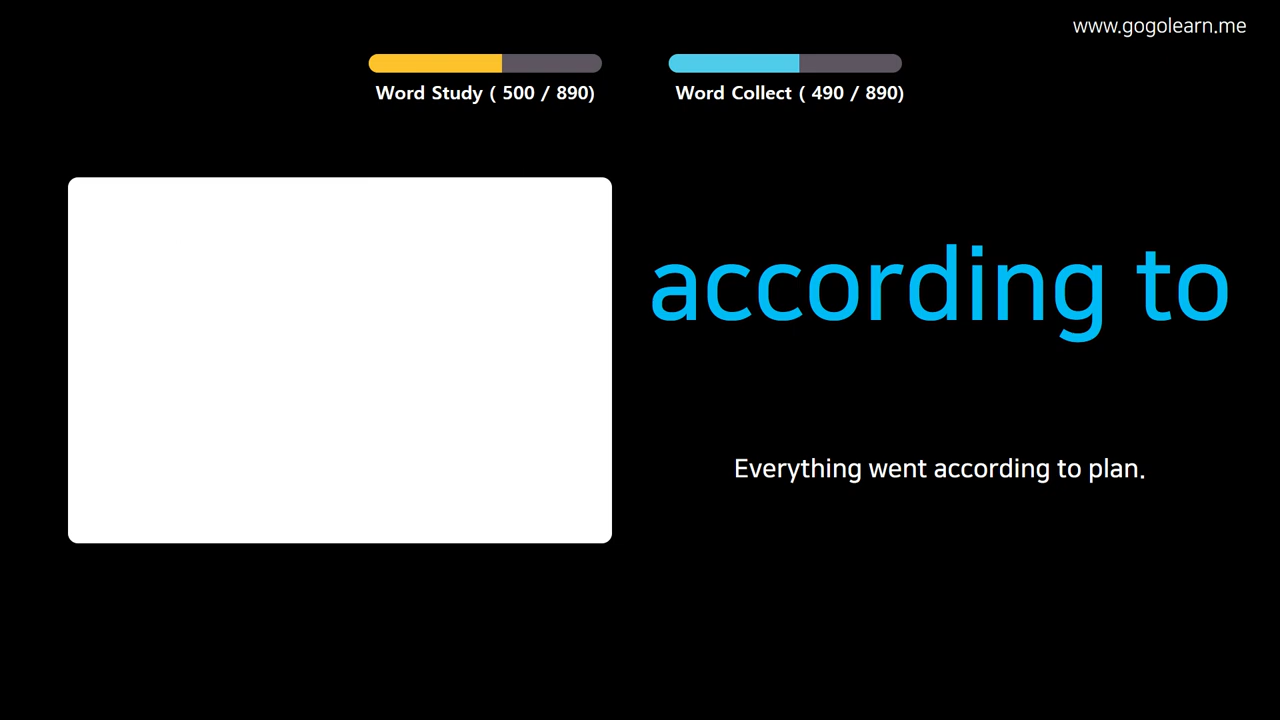 www.gogolearn.me
Word Study ( 500 / 890)
Word Collect ( 490 / 890)
according to
Everything went according to plan.